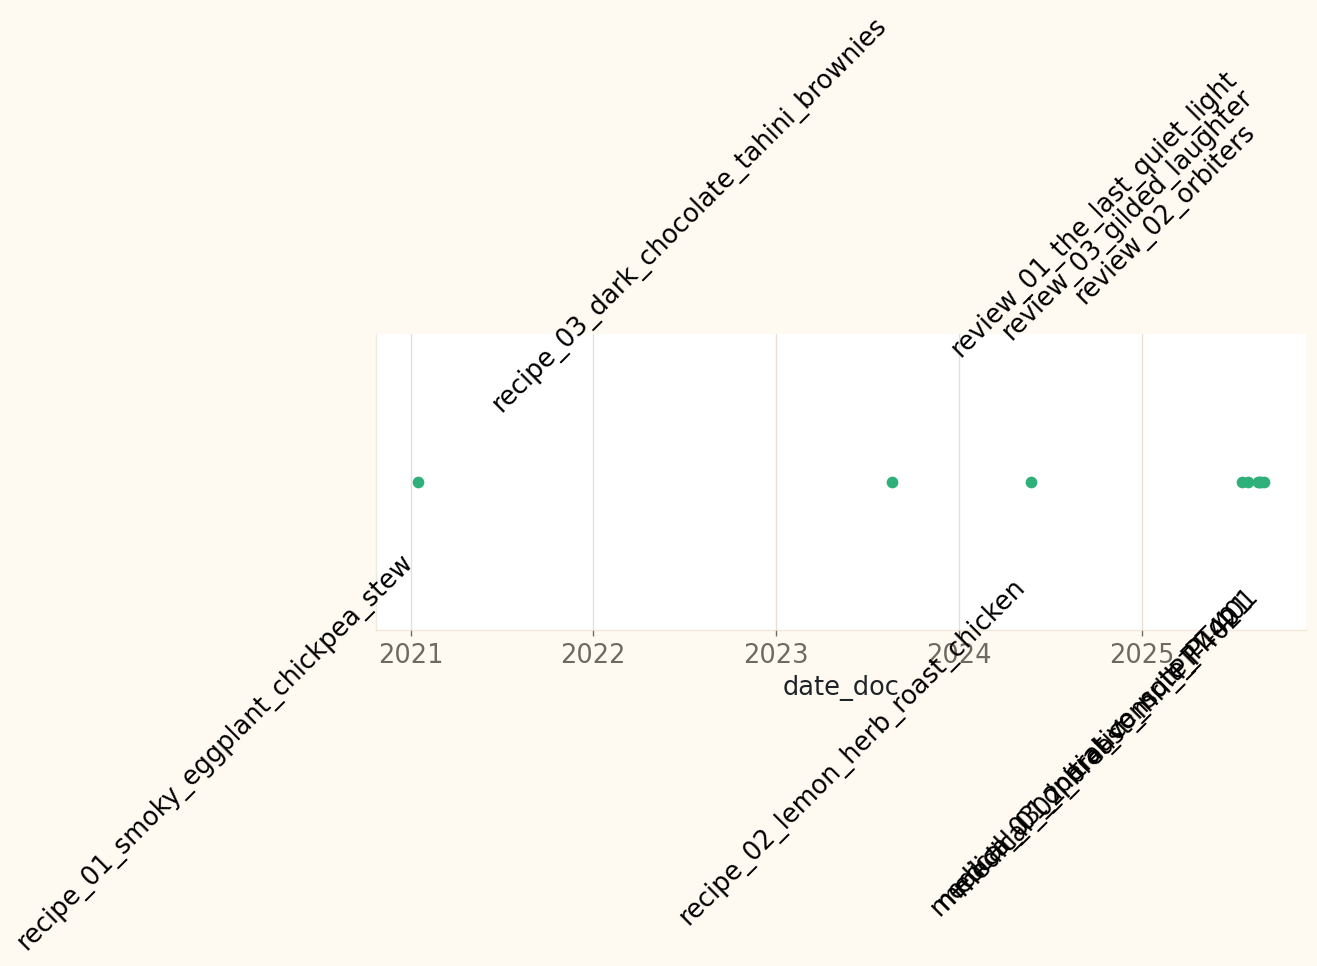 recipe_03_dark_chocolate_tahini_brownies
review_01_the_last_quiet_light
review_03_gilded_laughter
review_02_orbiters
recipe_01_smoky_eggplant_chickpea_stew
recipe_02_lemon_herb_roast_chicken
2021
2022
2023
2024
2025
date_doc